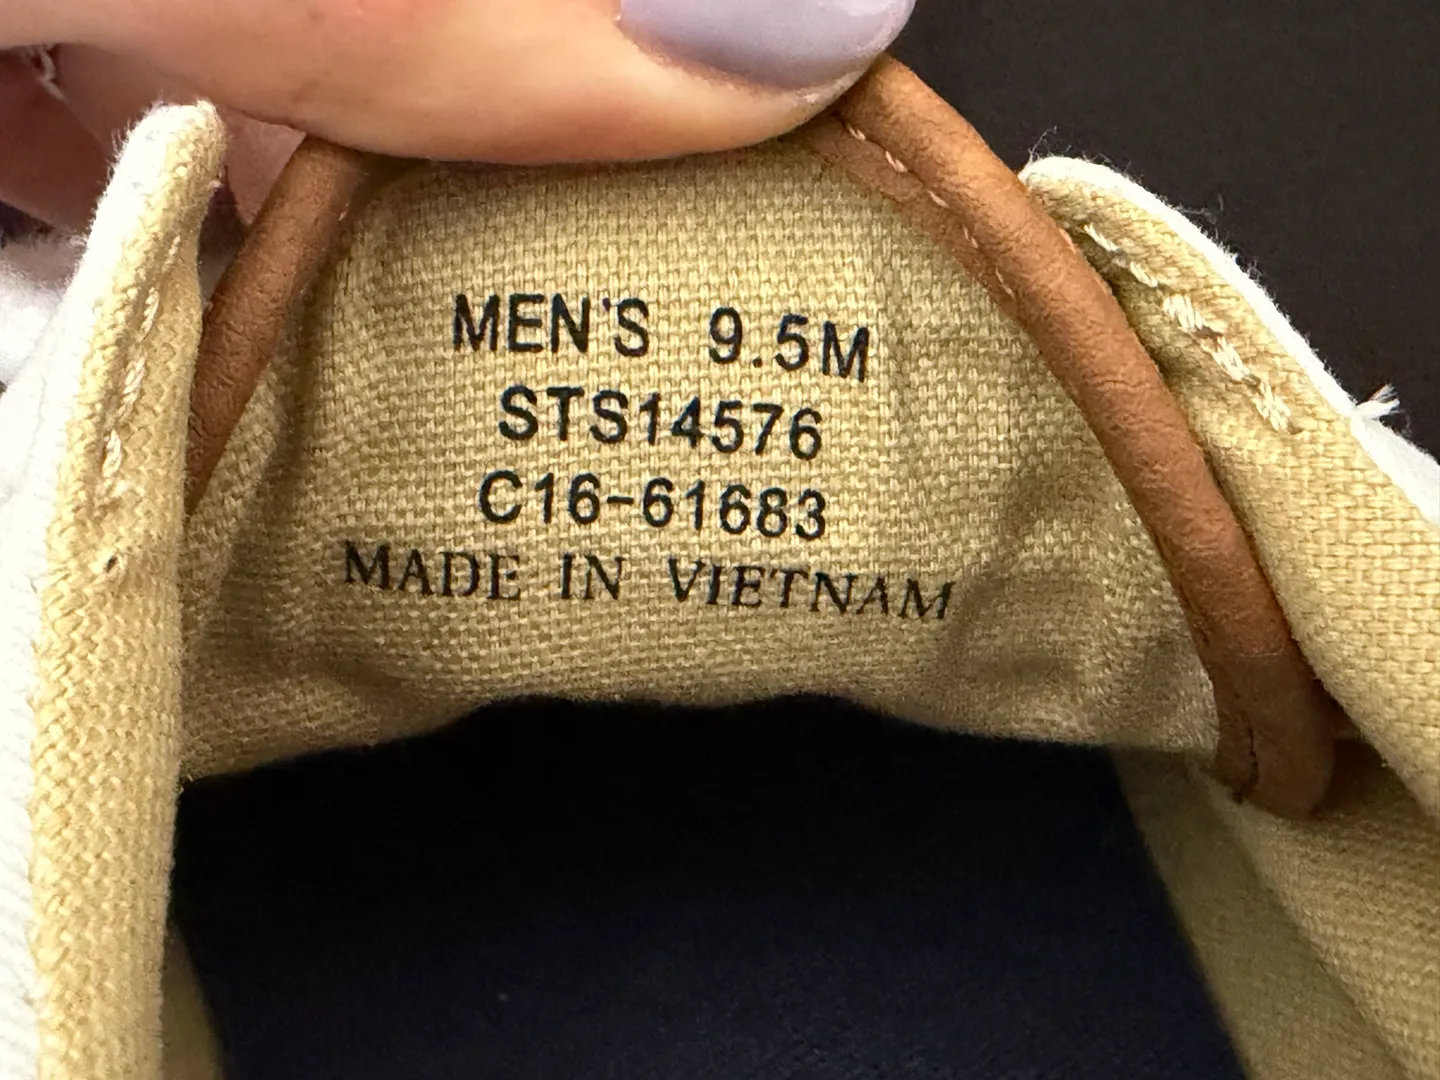 MEN'S 9.5M
STS14576
C16-61683
MADE IN VIETNAM